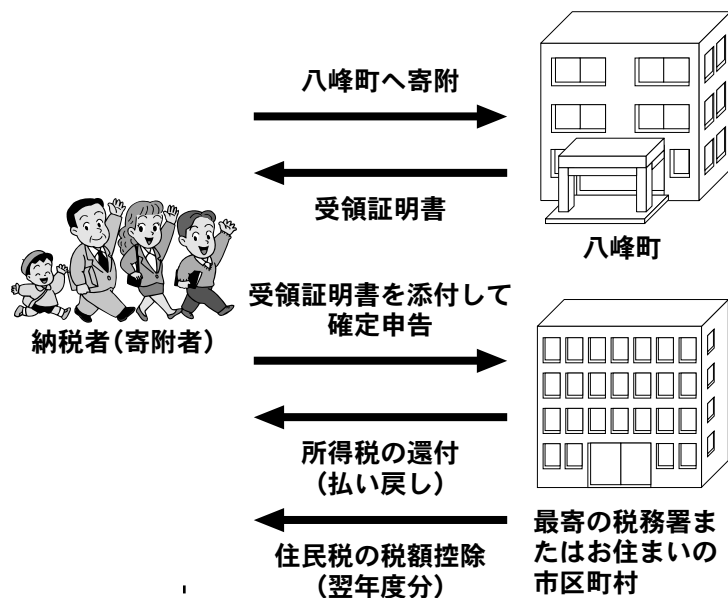 八峰町へ寄附
受領証明書
八峰町
納税者(寄附者)
受領証明書を添付して
確定申告
所得税の還付
(払い戻し)
住民税の税額控除
(翌年度分)
最寄の税務署ま
たはお住まいの
市区町村